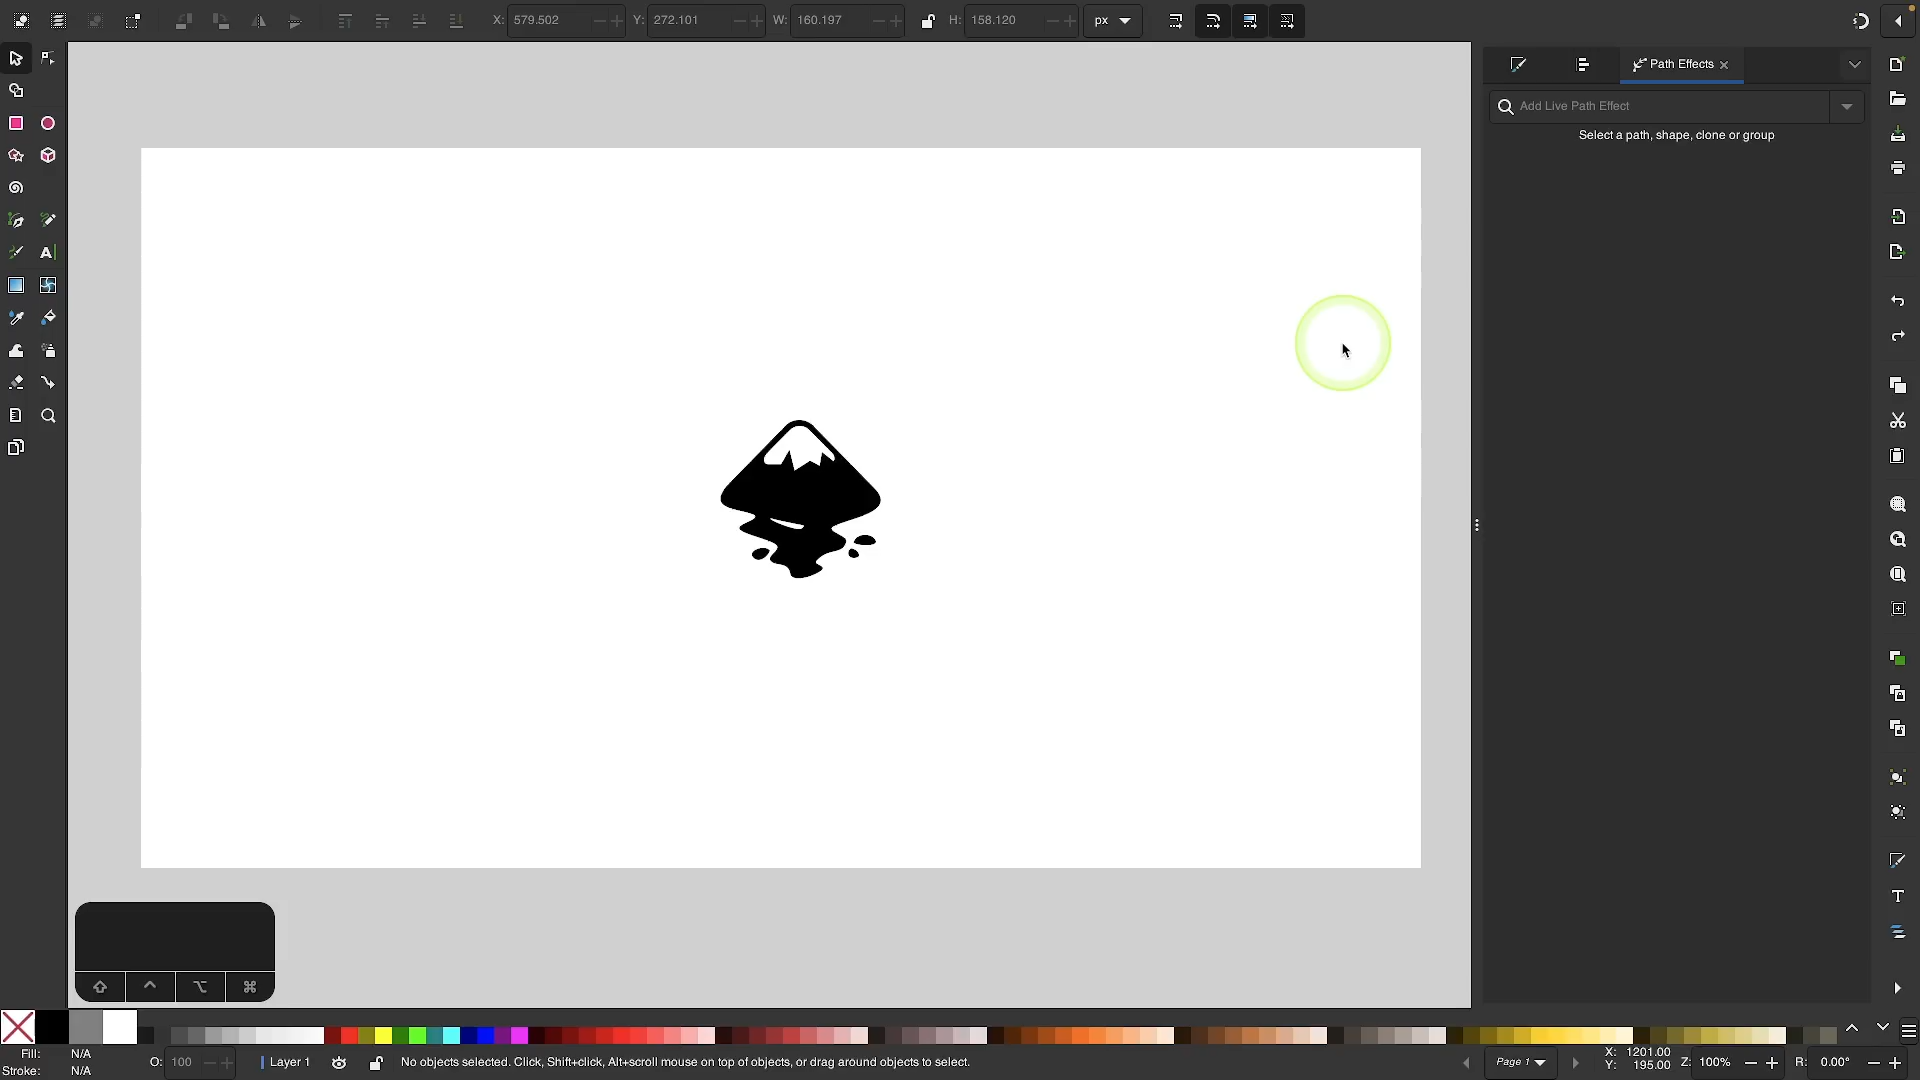 X: 579.502 Y: 272.101 W: 160.197 H: 158.120 px
Path Effects
Add Live Path Effect
Select a path, shape, clone or group
Fill: N/A
Stroke: N/A
O: 100
Layer 1
No objects selected. Click, Shift+click, Alt+scroll mouse on top of objects, or drag around objects to select.
Page 1
X: 1201.00
Y: 195.00
Z: 100%
R: 0.00°